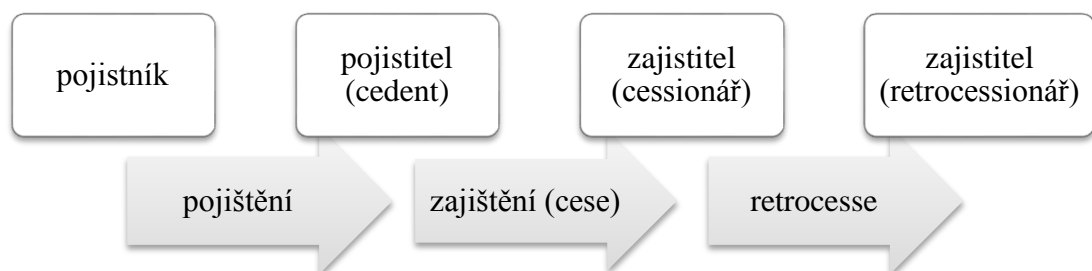 pojistník
pojistitel
(cedent)
zajistitel
(cessionář)
zajistitel
(retrocessionář)
pojištění
zajištění (cese)
retrocesse